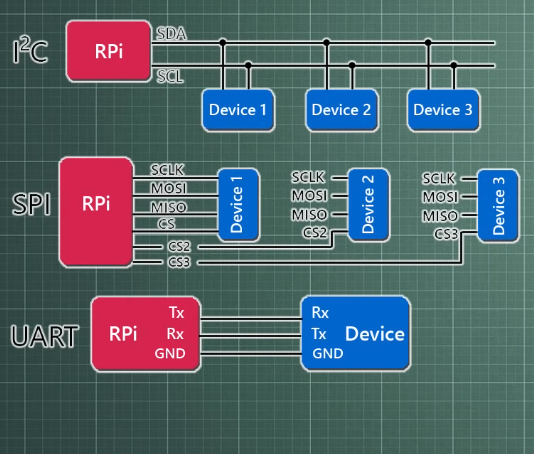 I²C
RPi
SDA
SCL
Device 1
Device 2
Device 3
SPI
RPi
SCLK
MOSI
MISO
CS
CS2
CS3
Device 1
SCLK
MOSI
MISO
CS2
Device 2
SCLK
MOSI
MISO
CS3
Device 3
UART
RPi
Tx
Rx
GND
Rx
Tx
GND
Device